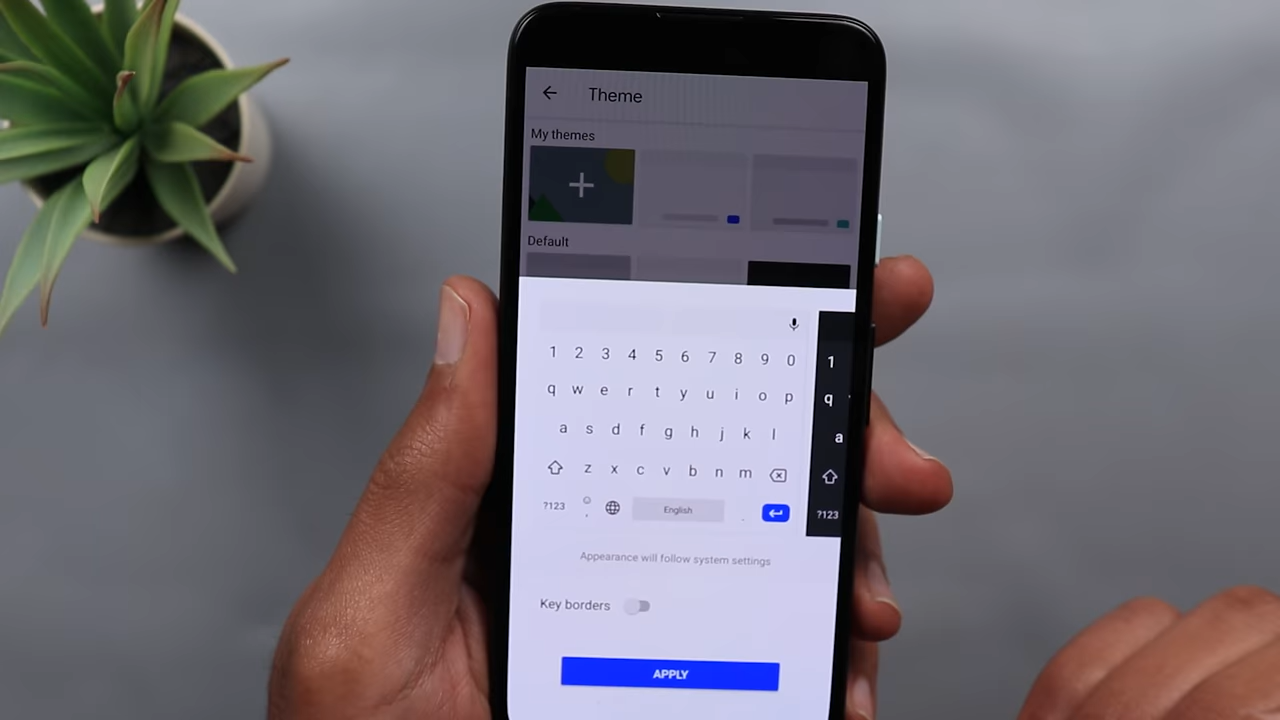 Theme
My themes
Default
1 2 3 4 5 6 7 8 9 0
q w e r t y u i o p
a s d f g h j k l
z x c v b n m
?123 , English .
1
q
a
?123
Appearance will follow system settings
Key borders
APPLY